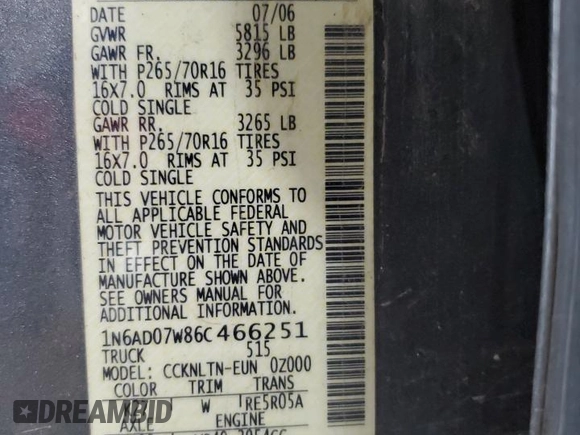 DATE 07/06
GVWR 5815 LB
GAWR FR. 3296 LB
WITH P265/70R16 TIRES
16X7.0 RIMS AT 35 PSI
COLD SINGLE
GAWR RR. 3265 LB
WITH P265/70R16 TIRES
16X7.0 RIMS AT 35 PSI
COLD SINGLE
THIS VEHICLE CONFORMS TO
ALL APPLICABLE FEDERAL
MOTOR VEHICLE SAFETY AND
THEFT PREVENTION STANDARDS
IN EFFECT ON THE DATE OF
MANUFACTURE SHOWN ABOVE.
SEE OWNERS MANUAL FOR
ADDITIONAL INFORMATION
1N6AD07W86C466251
TRUCK 515
MODEL: CCKNLTN-EUN 0Z000
COLOR TRIM TRANS
W RE5R05A
AXLE ENGINE
DREAMBID